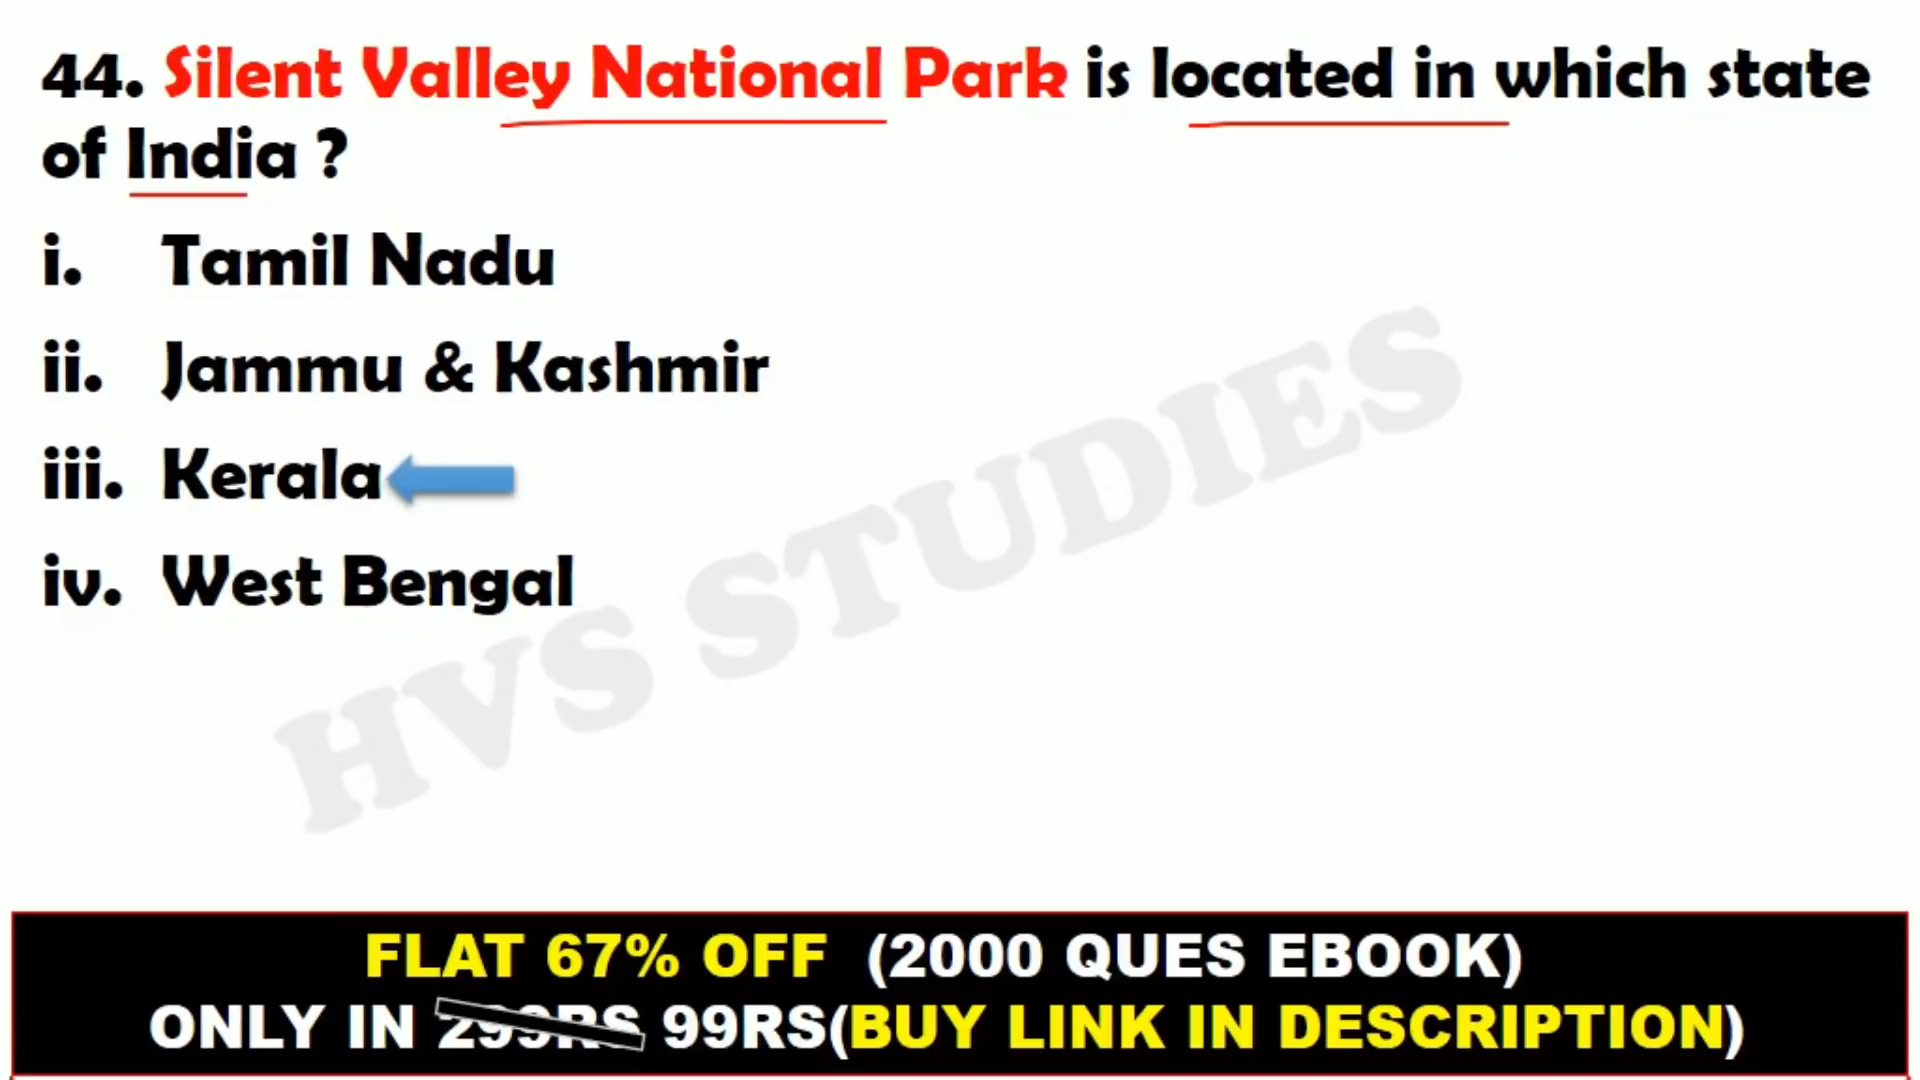 44. Silent Valley National Park is located in which state
of India ?
i. Tamil Nadu
ii. Jammu & Kashmir
iii. Kerala
iv. West Bengal
HVS STUDIES
FLAT 67% OFF (2000 QUES EBOOK)
ONLY IN 299RS 99RS(BUY LINK IN DESCRIPTION)